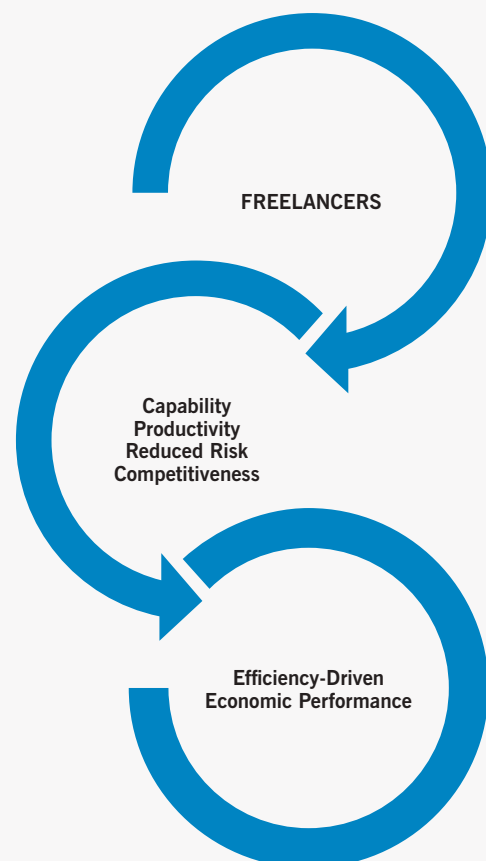 FREELANCERS
Capability
Productivity
Reduced Risk
Competitiveness
Efficiency-Driven
Economic Performance